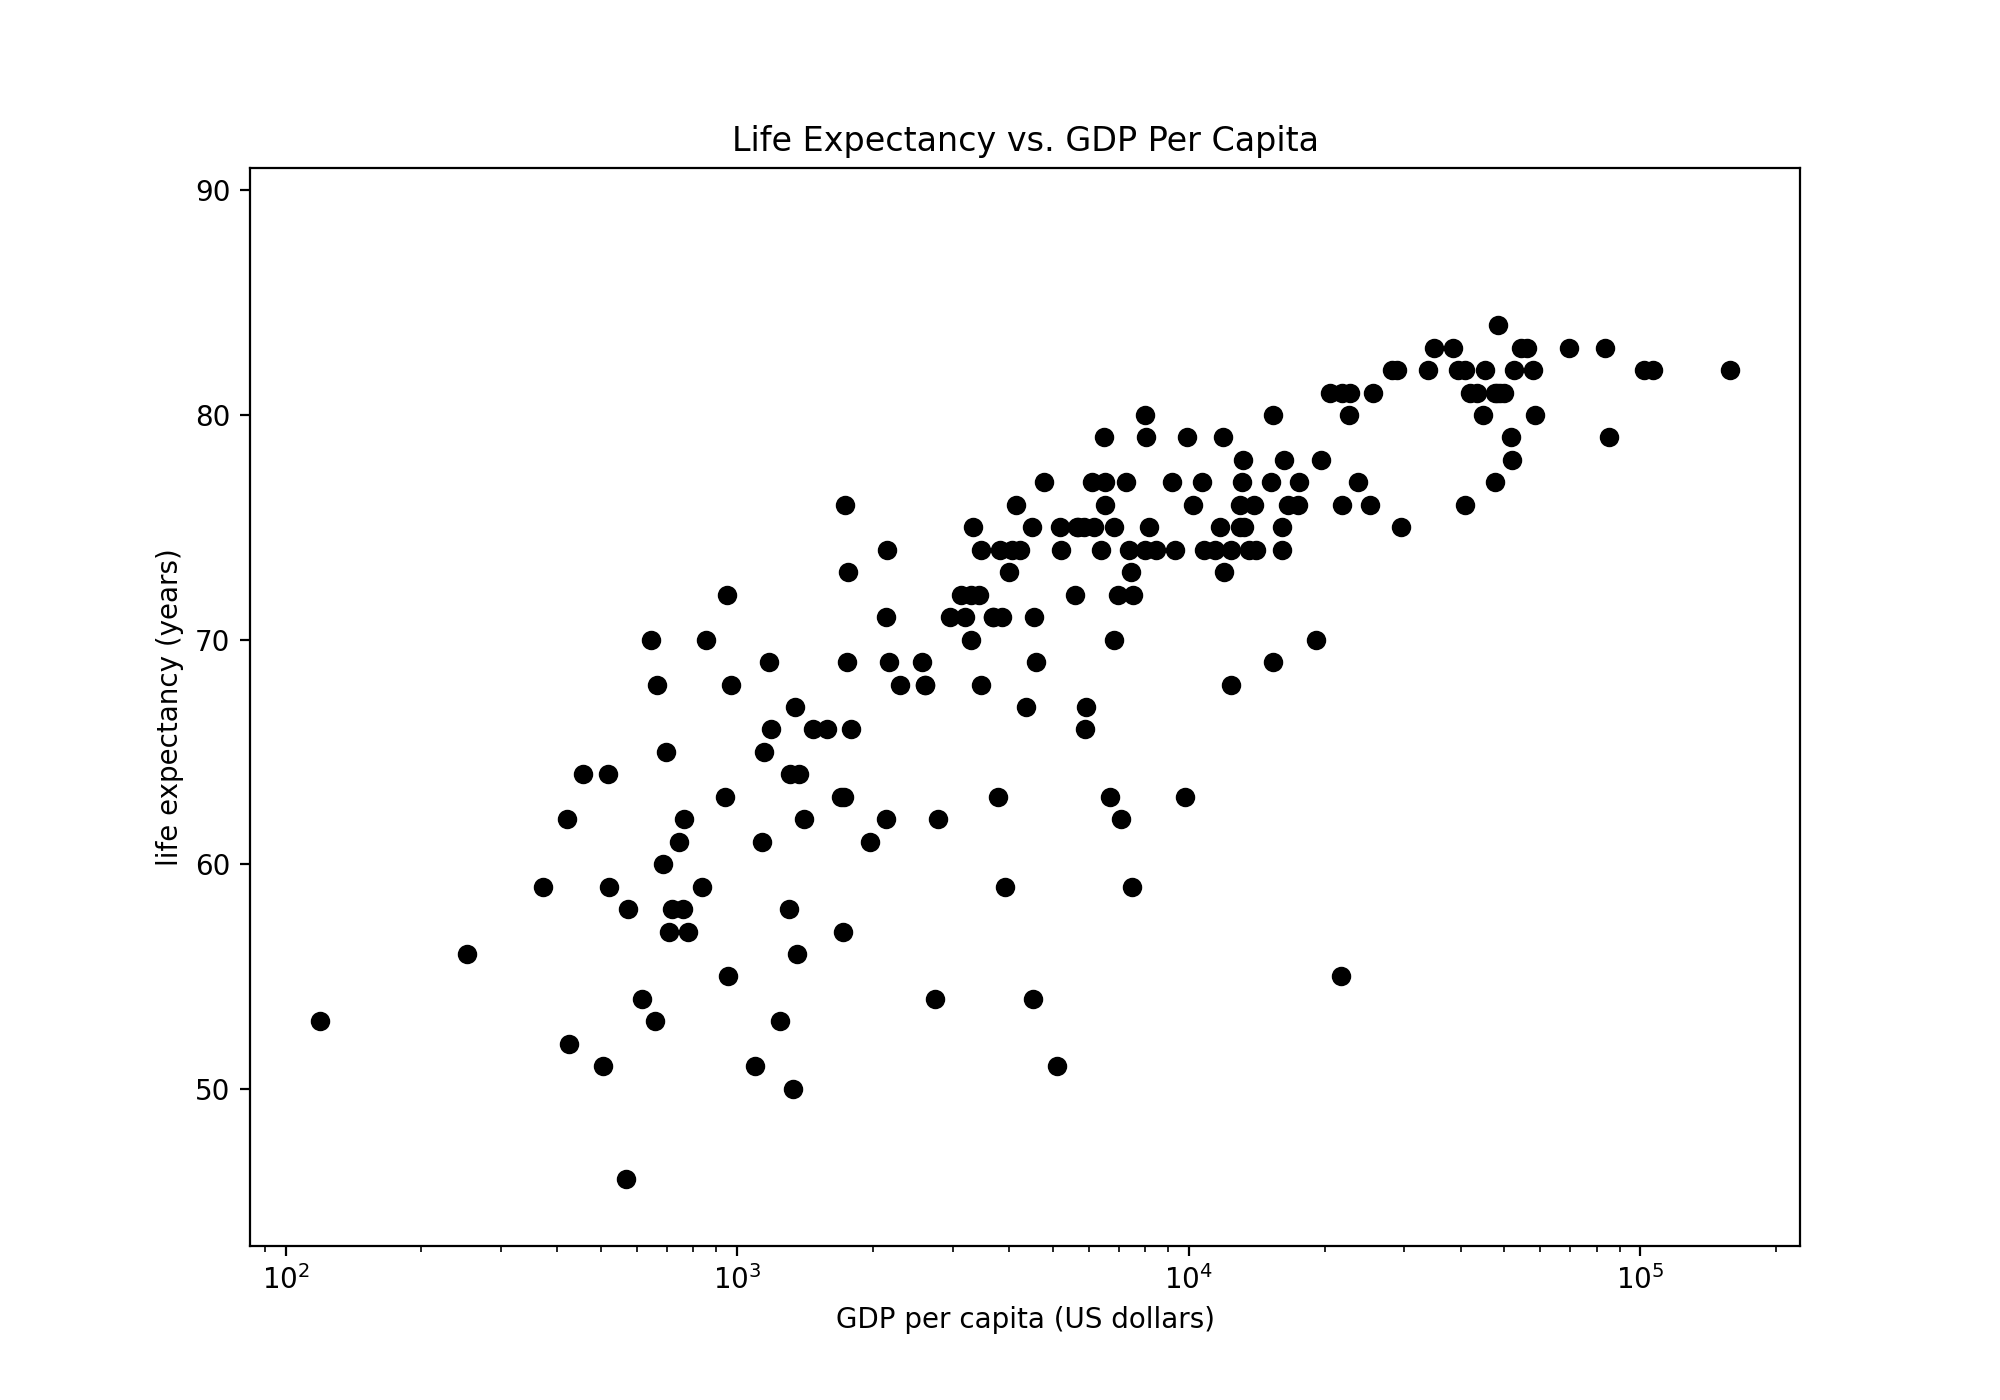 Life Expectancy vs. GDP Per Capita
90
80
70
60
50
life expectancy (years)
10² 10³ 10⁴ 10⁵
GDP per capita (US dollars)